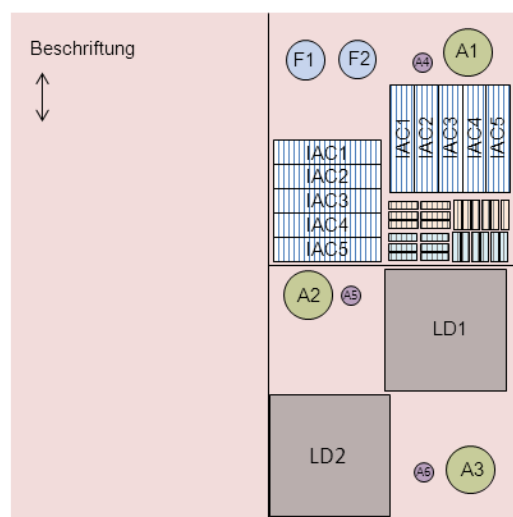 Beschriftung
F1 F2 A4 A1
IAC1 IAC2 IAC3 IAC4 IAC5
IAC1
IAC2
IAC3
IAC4
IAC5
A2 A5
LD1
LD2
A6 A3